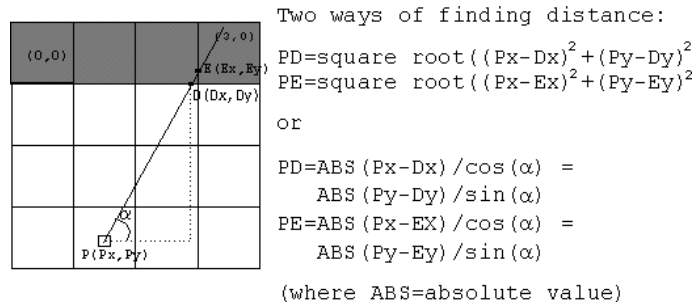 Two ways of finding distance:
(3,0)
(0,0)
E(Ex,Ey)
D(Dx,Dy)
α
P(Px,Py)
PD=square root((Px-Dx)²+(Py-Dy)²
PE=square root((Px-Ex)²+(Py-Ey)²
or
PD=ABS(Px-Dx)/cos(α) =
ABS(Py-Dy)/sin(α)
PE=ABS(Px-EX)/cos(α) =
ABS(Py-Ey)/sin(α)
(where ABS=absolute value)